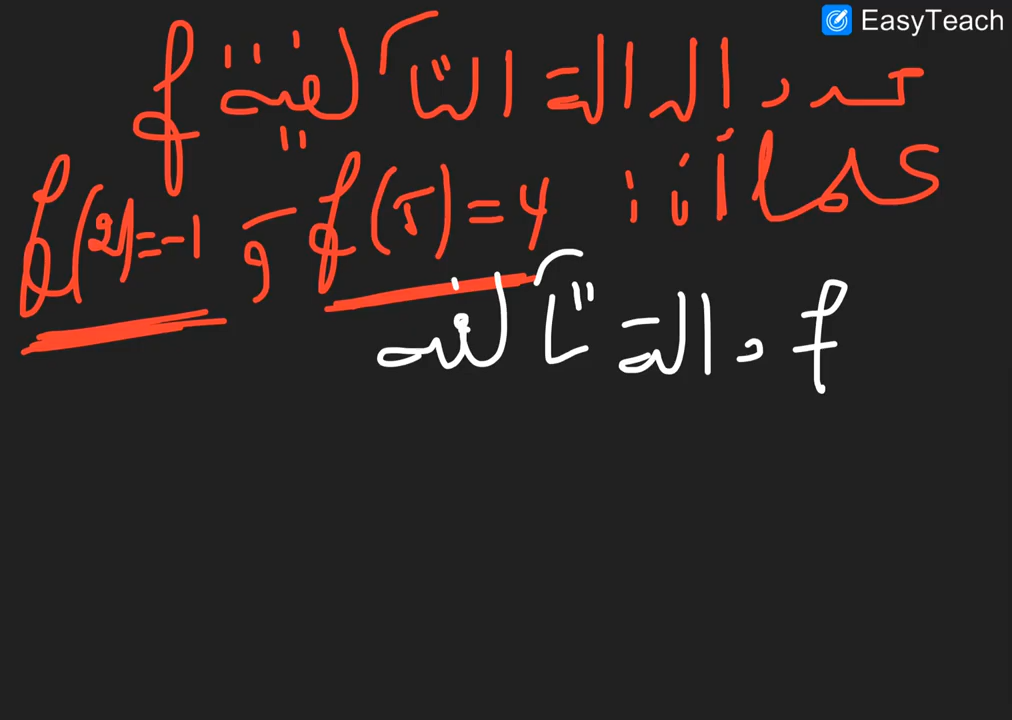 EasyTeach
حدد الدالة التآلفية f
علما أن :
f(5)=4 و f(2)=-1
f دالة تآلفية